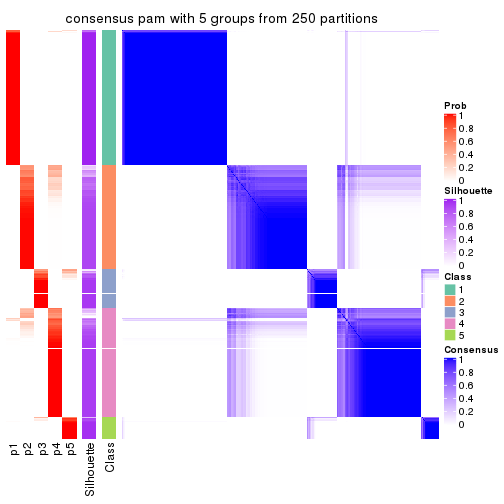 consensus pam with 5 groups from 250 partitions
Prob
1
0.8
0.6
0.4
0.2
0
Silhouette
1
0.8
0.6
0.4
0.2
0
Class
1
2
3
4
5
Consensus
1
0.8
0.6
0.4
0.2
0
p1
p2
p3
p4
p5
Silhouette
Class